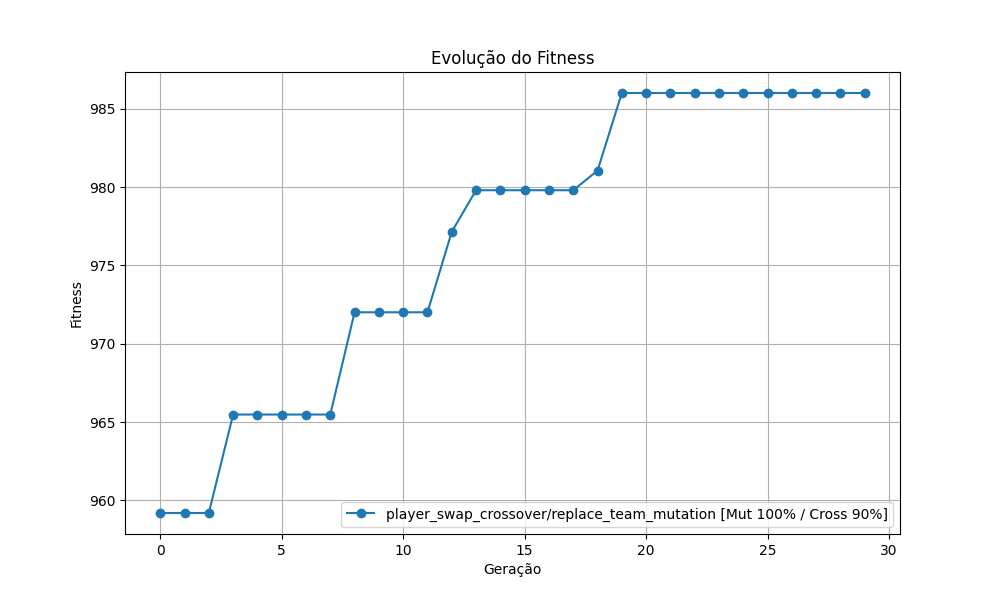 Evolução do Fitness
Fitness
985
980
975
970
965
960
player_swap_crossover/replace_team_mutation [Mut 100% / Cross 90%]
0 5 10 15 20 25 30
Geração